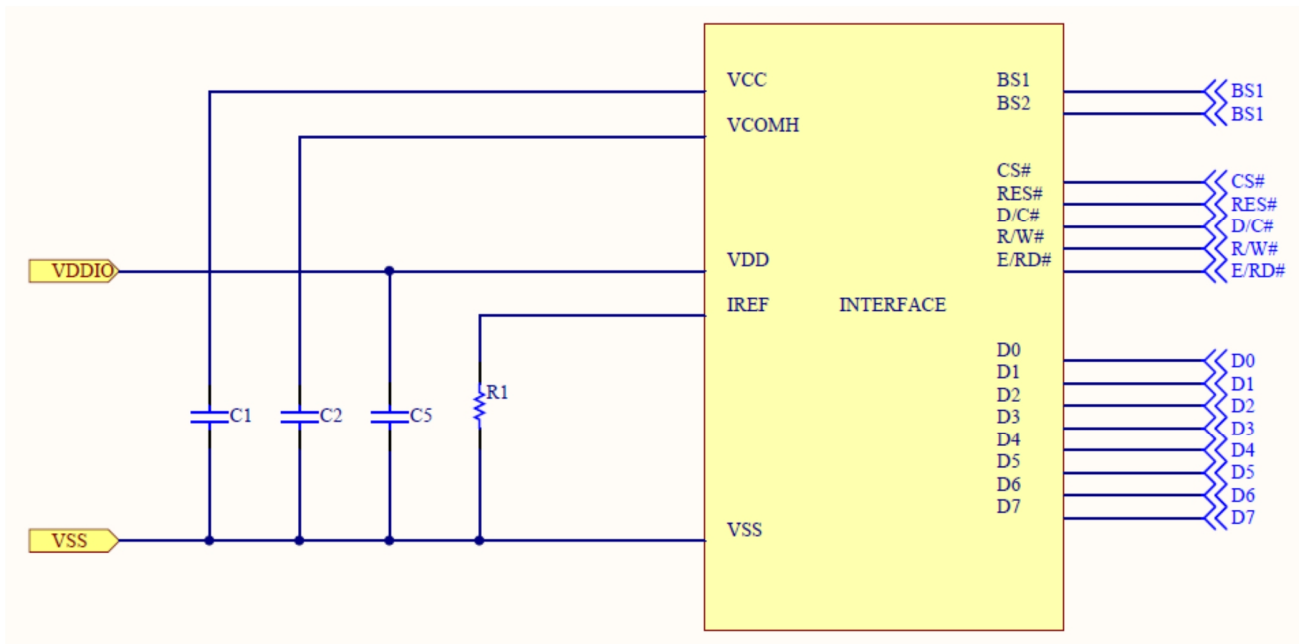 VCC
VCOMH
VDDIO
VDD
IREF
INTERFACE
C1
C2
C5
R1
VSS
VSS
BS1
BS2
CS#
RES#
D/C#
R/W#
E/RD#
D0
D1
D2
D3
D4
D5
D6
D7
BS1
BS1
CS#
RES#
D/C#
R/W#
E/RD#
D0
D1
D2
D3
D4
D5
D6
D7